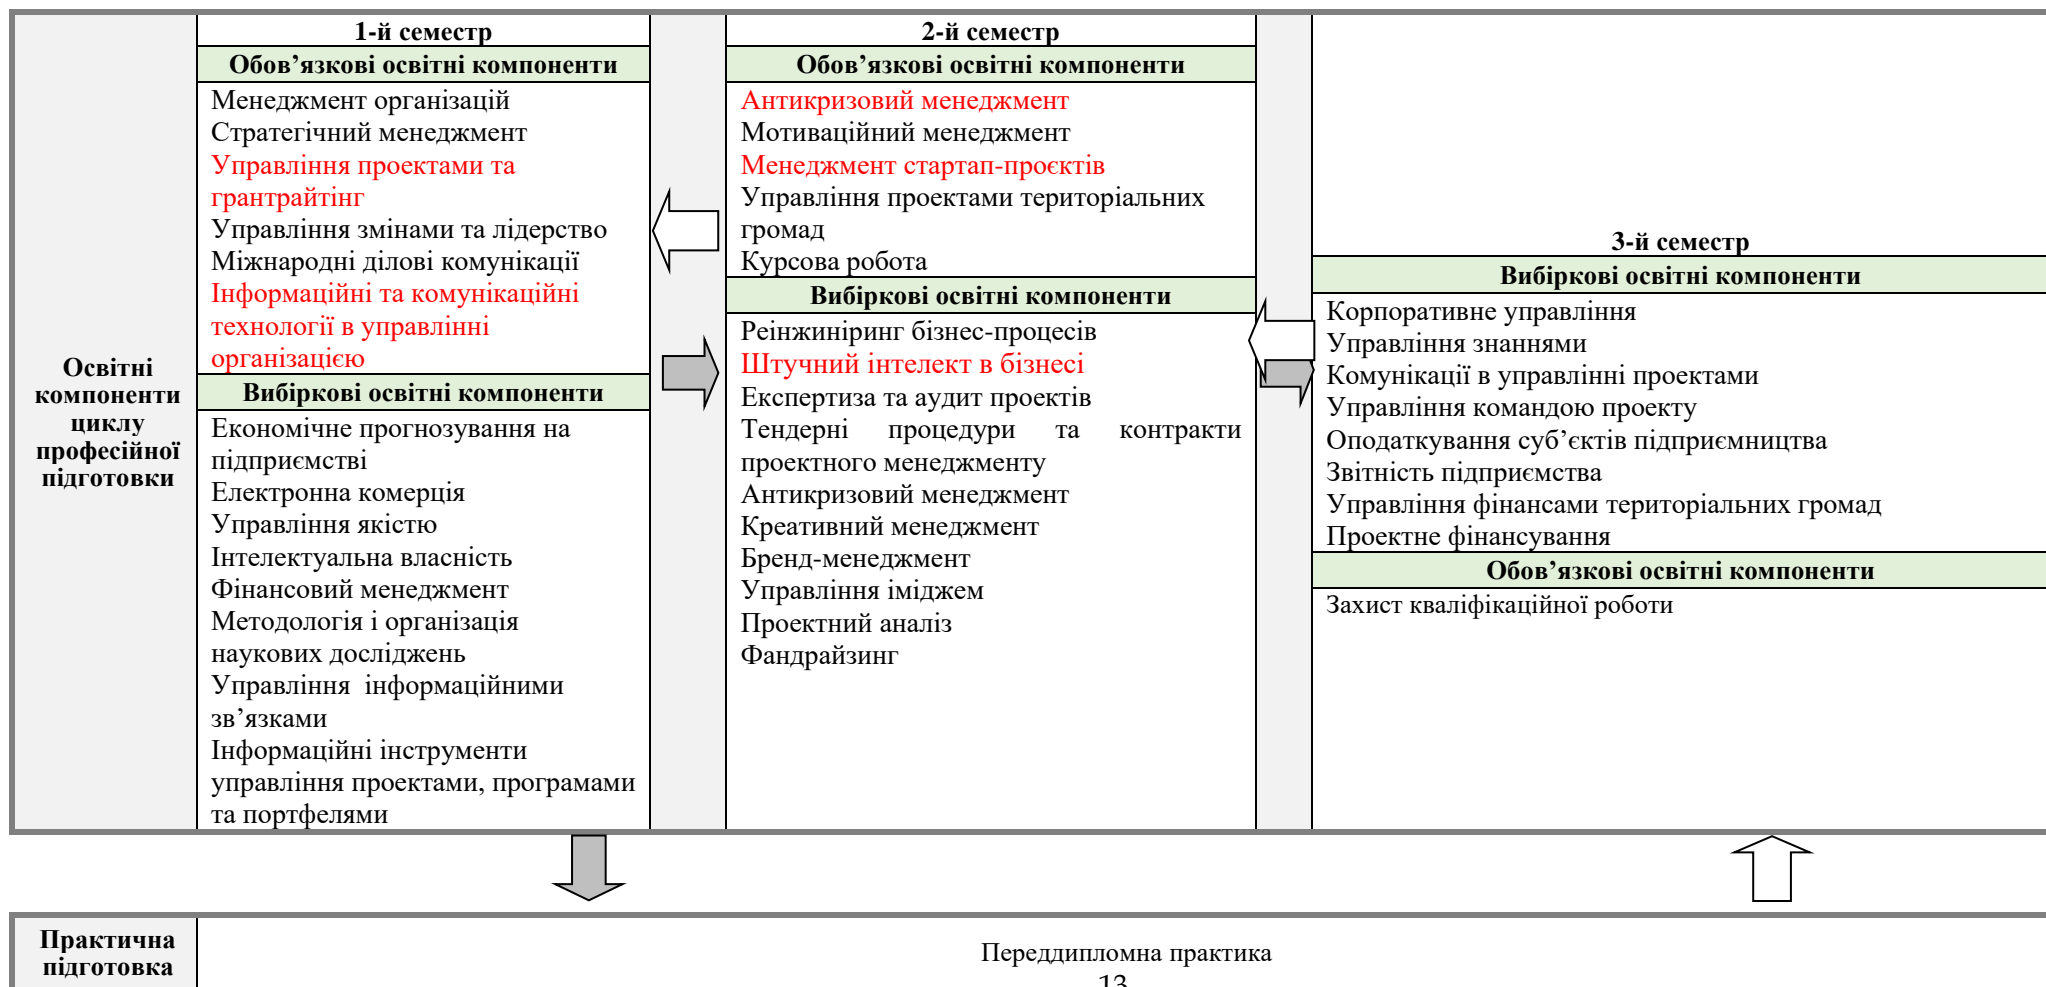 Освітні
компоненти
циклу
професійної
підготовки
1-й семестр
Обов’язкові освітні компоненти
Менеджмент організацій
Стратегічний менеджмент
Управління проектами та
грантрайтінг
Управління змінами та лідерство
Міжнародні ділові комунікації
Інформаційні та комунікаційні
технології в управлінні
організацією
Вибіркові освітні компоненти
Економічне прогнозування на
підприємстві
Електронна комерція
Управління якістю
Інтелектуальна власність
Фінансовий менеджмент
Методологія і організація
наукових досліджень
Управління інформаційними
зв’язками
Інформаційні інструменти
управління проектами, програмами
та портфелями
2-й семестр
Обов’язкові освітні компоненти
Антикризовий менеджмент
Мотиваційний менеджмент
Менеджмент стартап-проєктів
Управління проектами територіальних
громад
Курсова робота
Вибіркові освітні компоненти
Реінжиніринг бізнес-процесів
Штучний інтелект в бізнесі
Експертиза та аудит проектів
Тендерні процедури та контракти
проектного менеджменту
Антикризовий менеджмент
Креативний менеджмент
Бренд-менеджмент
Управління іміджем
Проектний аналіз
Фандрайзинг
3-й семестр
Вибіркові освітні компоненти
Корпоративне управління
Управління знаннями
Комунікації в управлінні проектами
Управління командою проекту
Оподаткування суб’єктів підприємництва
Звітність підприємства
Управління фінансами територіальних громад
Проектне фінансування
Обов’язкові освітні компоненти
Захист кваліфікаційної роботи
Практична
підготовка
Переддипломна практика
13